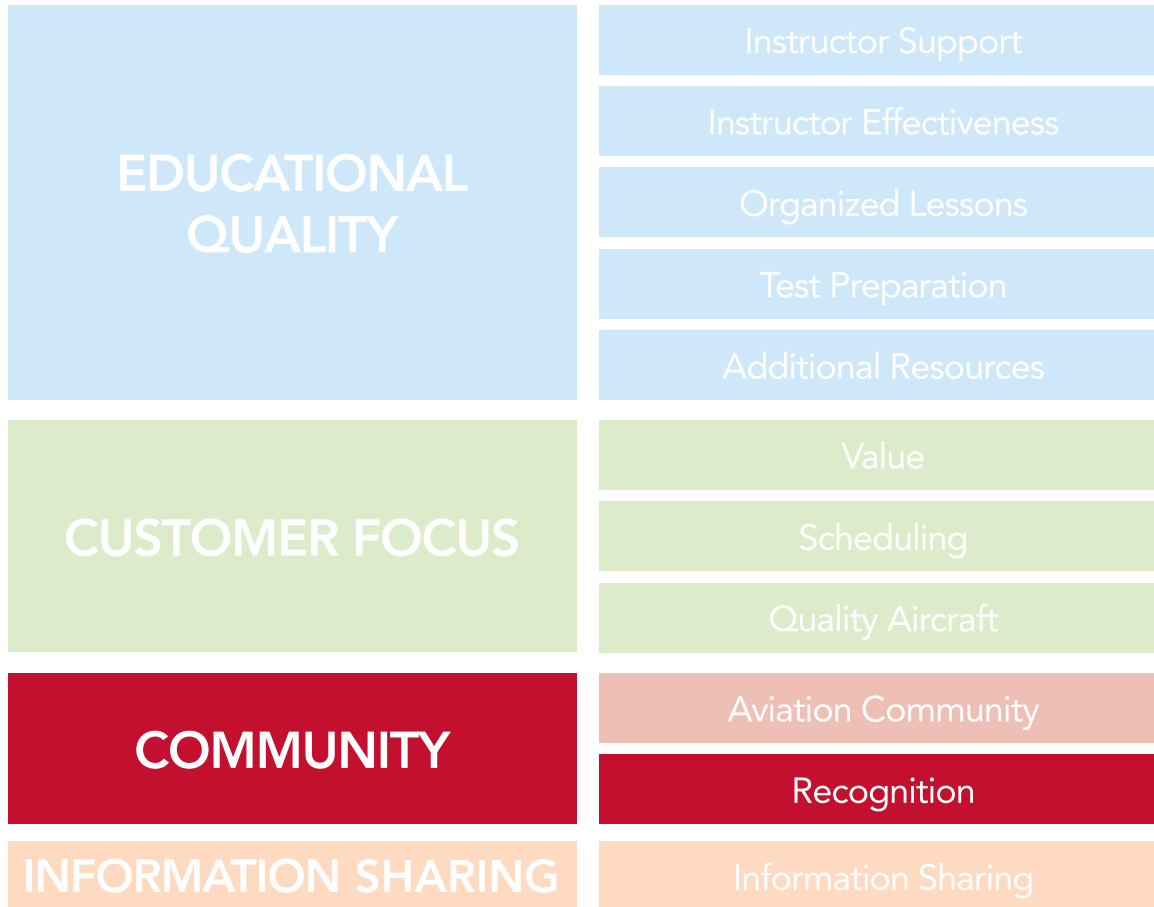 EDUCATIONAL
QUALITY
Instructor Support
Instructor Effectiveness
Organized Lessons
Test Preparation
Additional Resources
CUSTOMER FOCUS
Value
Scheduling
Quality Aircraft
COMMUNITY
Aviation Community
Recognition
INFORMATION SHARING
Information Sharing